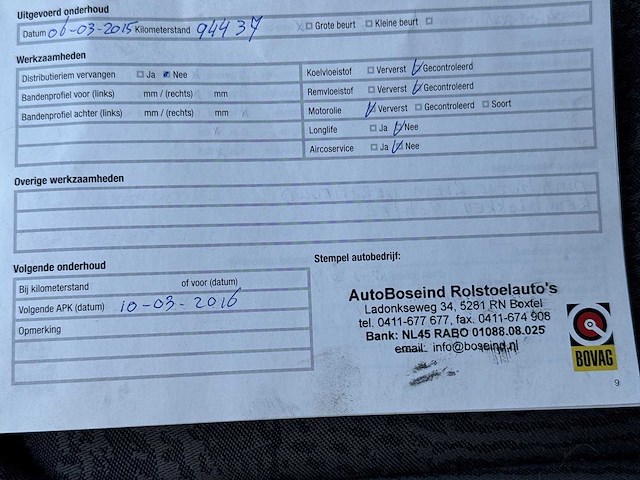 Uitgevoerd onderhoud
Datum 06-03-2015 Kilometerstand 94437 Grote beurt Kleine beurt
Werkzaamheden
Distributieriem vervangen Ja Nee
Bandenprofiel voor (links) mm / (rechts) mm
Bandenprofiel achter (links) mm / (rechts) mm
Koelvloeistof Ververst Gecontroleerd
Remvloeistof Ververst Gecontroleerd
Motorolie Ververst Gecontroleerd Soort
Longlife Ja Nee
Aircoservice Ja Nee
Overige werkzaamheden
Volgende onderhoud
Bij kilometerstand of voor (datum)
Volgende APK (datum) 10-03-2016
Opmerking
Stempel autobedrijf:
AutoBoseind Rolstoelauto's
Ladonkseweg 34, 5281 RN Boxtel
tel. 0411-677 677, fax. 0411-674 908
Bank: NL45 RABO 01088.08.025
email: info@boseind.nl
BOVAG
9